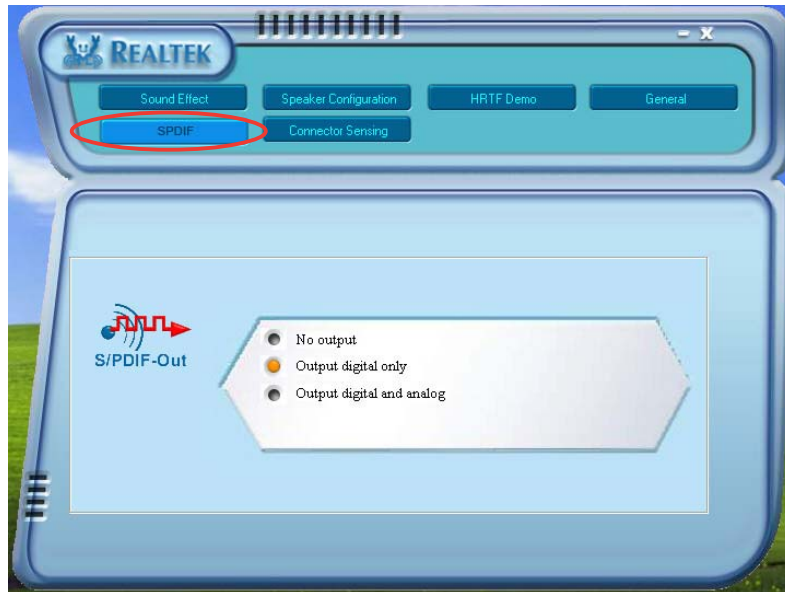 REALTEK
- X
Sound Effect
Speaker Configuration
HRTF Demo
General
SPDIF
Connector Sensing
S/PDIF-Out
No output
Output digital only
Output digital and analog